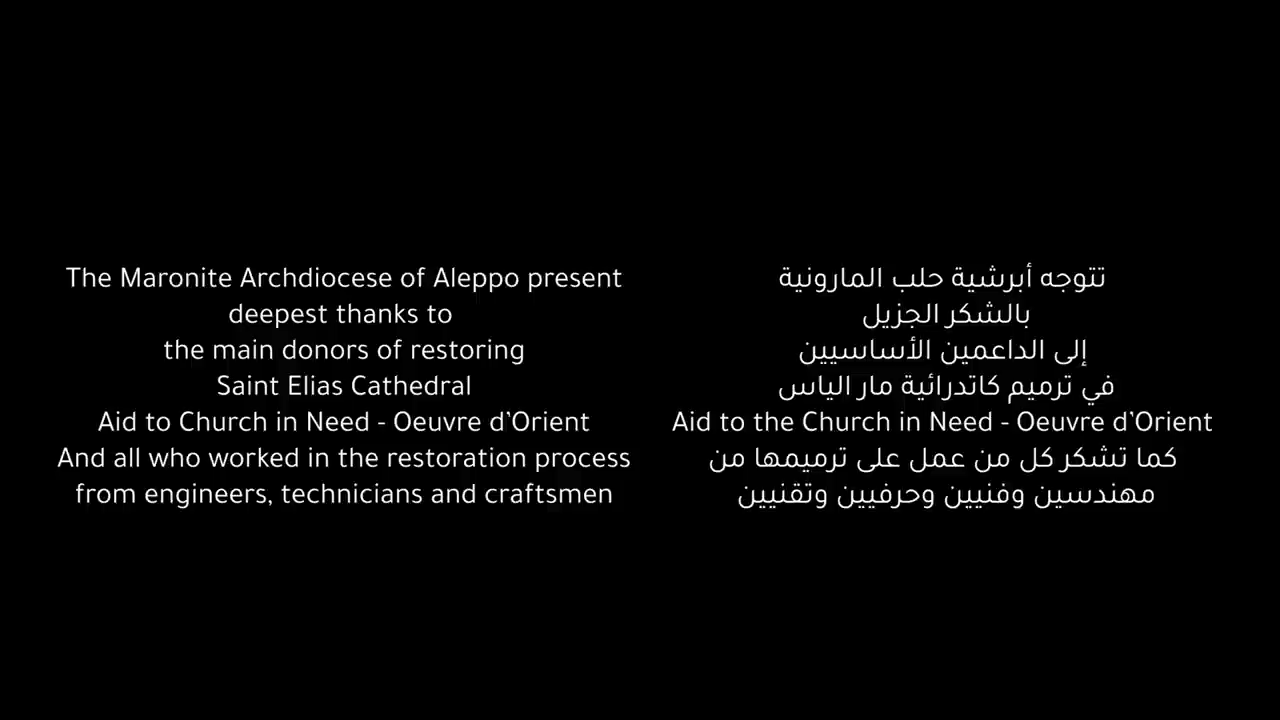 The Maronite Archdiocese of Aleppo present
deepest thanks to
the main donors of restoring
Saint Elias Cathedral
Aid to Church in Need - Oeuvre d’Orient
And all who worked in the restoration process
from engineers, technicians and craftsmen
تتوجه أبرشية حلب المارونية
بالشكر الجزيل
إلى الداعمين الأساسيين
في ترميم كاتدرائية مار الياس
Aid to the Church in Need - Oeuvre d’Orient
كما تشكر كل من عمل على ترميمها من
مهندسين وفنيين وحرفيين وتقنيين